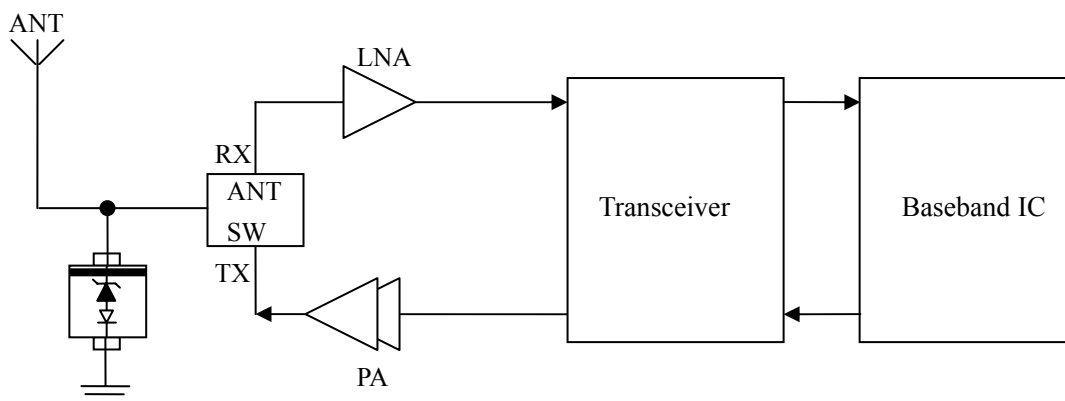 ANT
LNA
RX
ANT
SW
TX
PA
Transceiver
Baseband IC